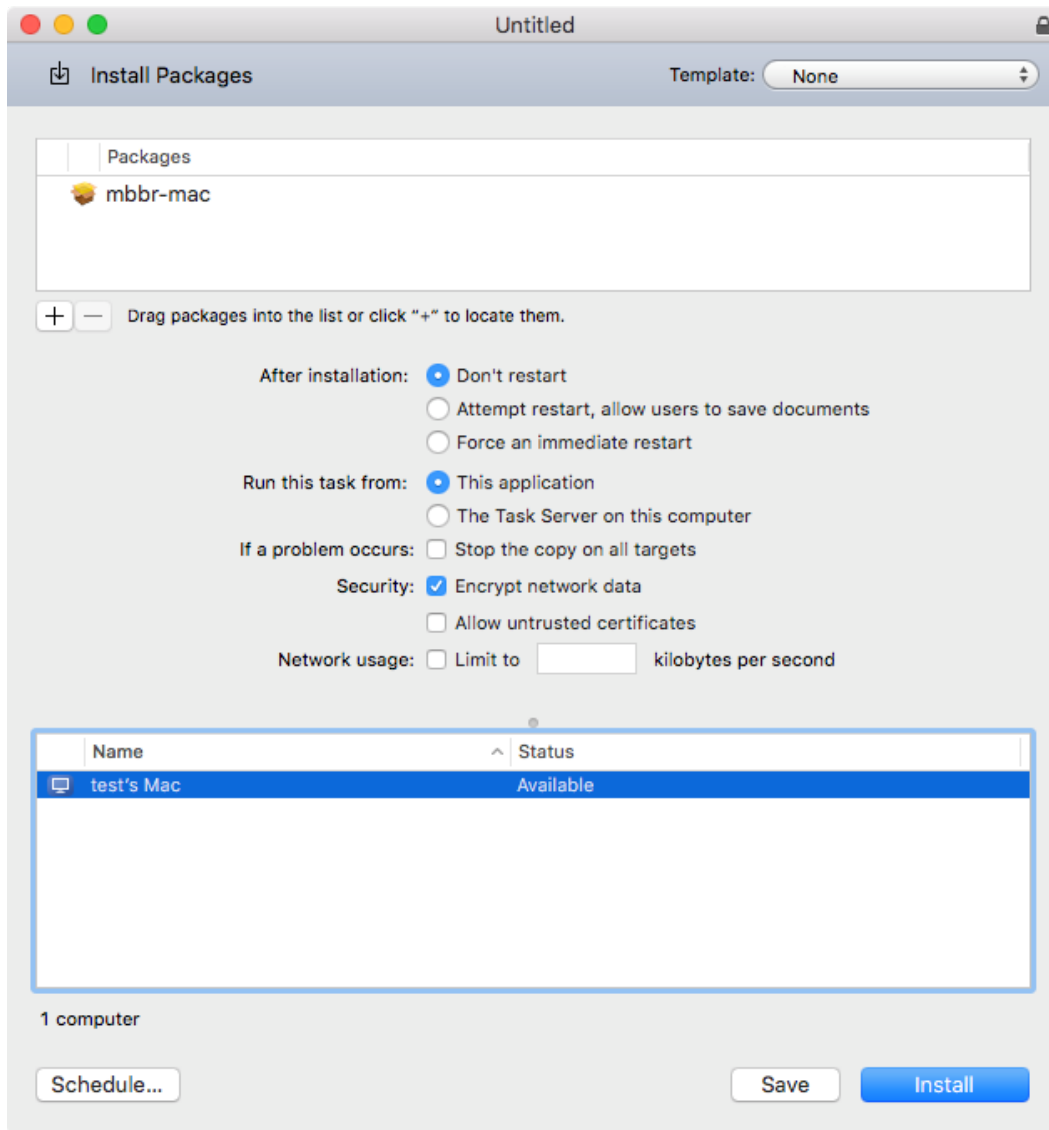 Untitled
Install Packages
Template: None
Packages
mbbr-mac
+ − Drag packages into the list or click “+” to locate them.
After installation: Don't restart
Attempt restart, allow users to save documents
Force an immediate restart
Run this task from: This application
The Task Server on this computer
If a problem occurs: Stop the copy on all targets
Security: Encrypt network data
Allow untrusted certificates
Network usage: Limit to kilobytes per second
Name Status
test’s Mac Available
1 computer
Schedule... Save Install